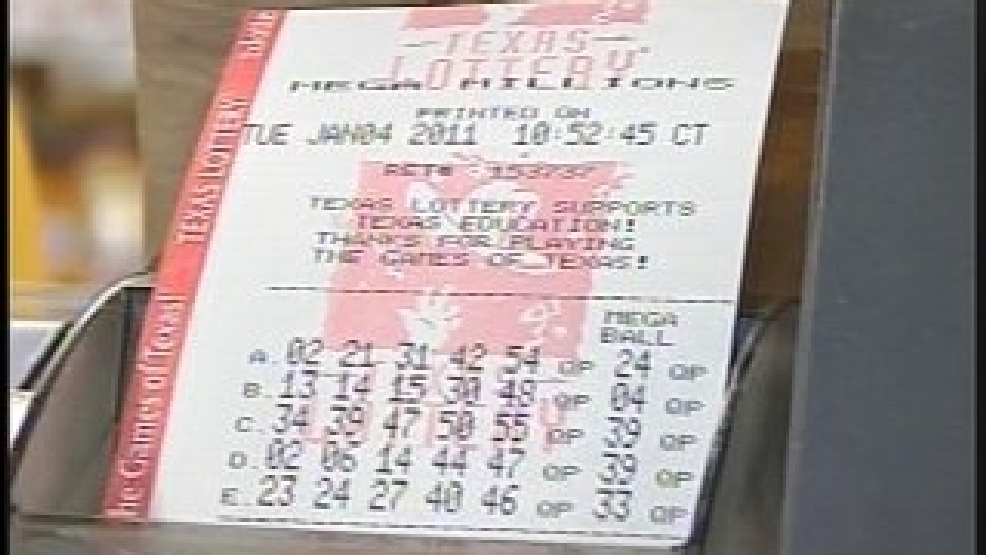 TEXAS
LOTTERY
MEGA MILLIONS
PRINTED ON
TUE JAN04 2011 10:52:45 CT
RET# 153737
TEXAS LOTTERY SUPPORTS
TEXAS EDUCATION!
THANKS FOR PLAYING
THE GAMES OF TEXAS!
MEGA
BALL
A. 02 21 31 42 54 QP 24 QP
B. 13 14 15 30 48 QP 04 QP
C. 34 39 47 50 55 QP 39 QP
D. 02 06 14 44 47 QP 39 QP
E. 23 24 27 40 46 QP 33 QP
TEXAS LOTTERY
he Games of Texas!